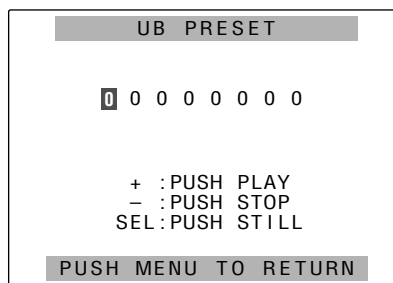 UB PRESET
0 0 0 0 0 0 0 0
+ :PUSH PLAY
– :PUSH STOP
SEL:PUSH STILL
PUSH MENU TO RETURN